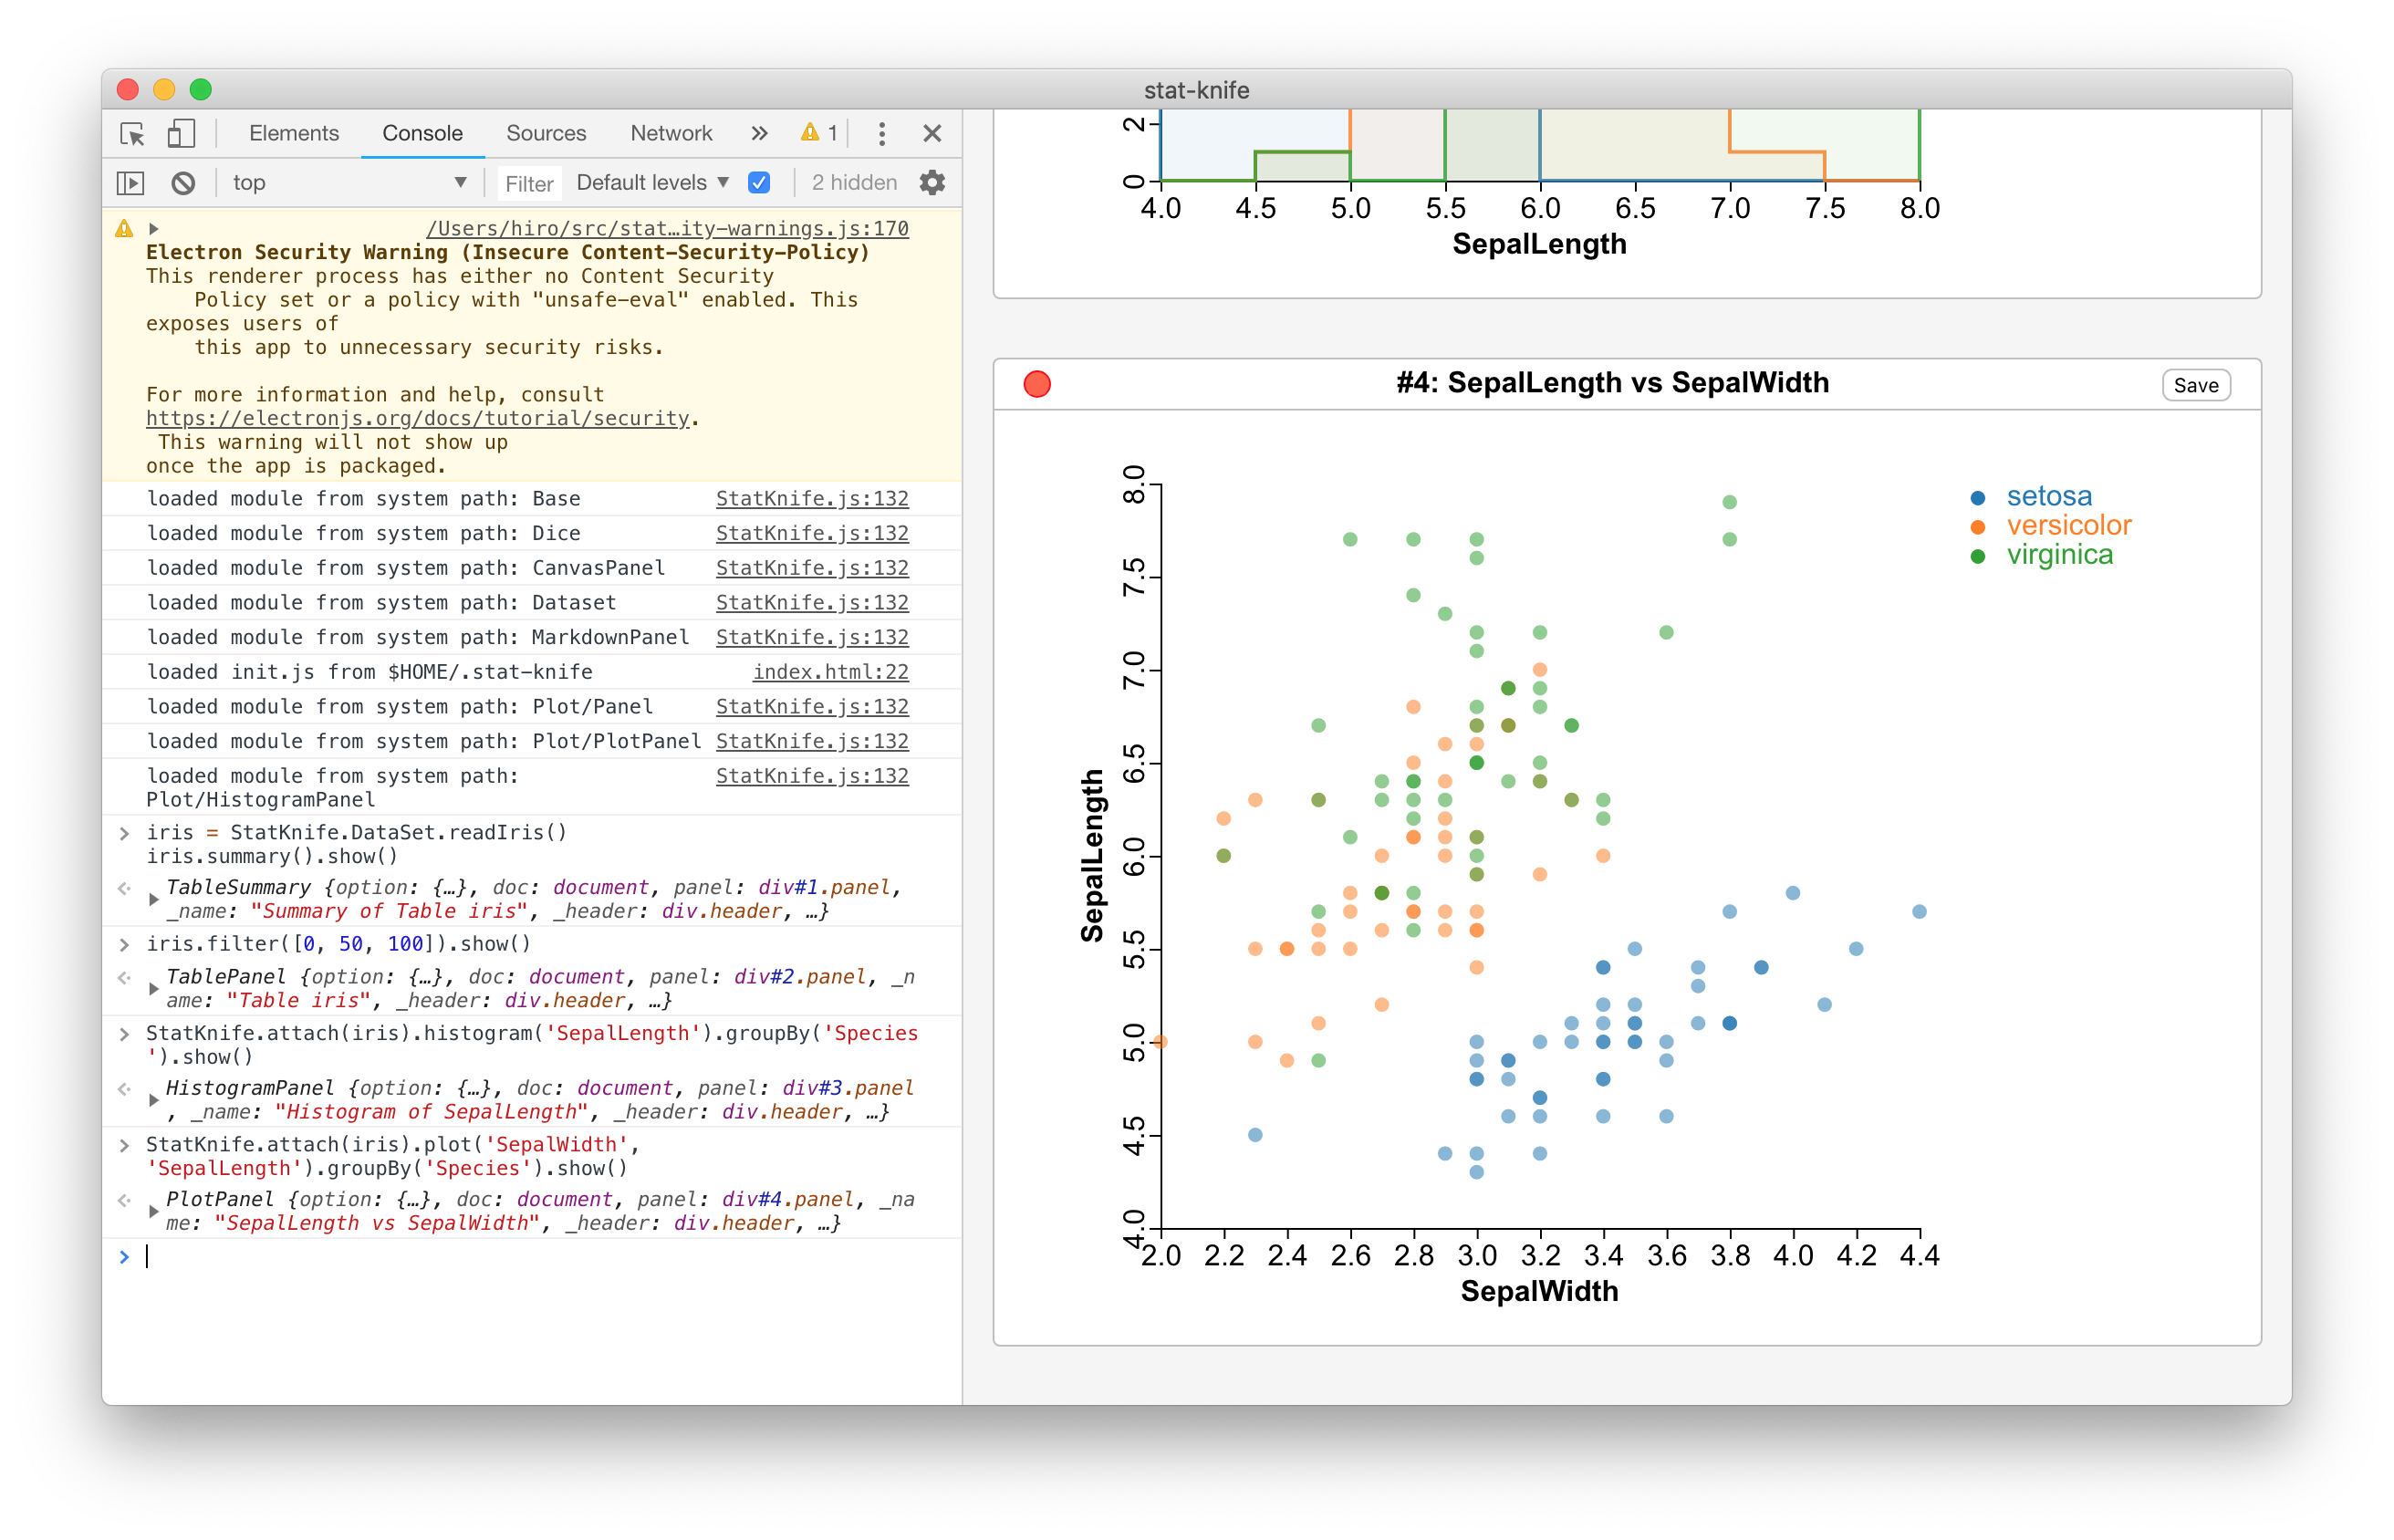 stat-knife
Elements Console Sources Network » 1
top ▼ Filter Default levels ▼ 2 hidden
/Users/hiro/src/stat…ity-warnings.js:170
Electron Security Warning (Insecure Content-Security-Policy)
This renderer process has either no Content Security
Policy set or a policy with "unsafe-eval" enabled. This
exposes users of
this app to unnecessary security risks.
For more information and help, consult
https://electronjs.org/docs/tutorial/security.
This warning will not show up
once the app is packaged.
loaded module from system path: Base StatKnife.js:132
loaded module from system path: Dice StatKnife.js:132
loaded module from system path: CanvasPanel StatKnife.js:132
loaded module from system path: Dataset StatKnife.js:132
loaded module from system path: MarkdownPanel StatKnife.js:132
loaded init.js from $HOME/.stat-knife index.html:22
loaded module from system path: Plot/Panel StatKnife.js:132
loaded module from system path: Plot/PlotPanel StatKnife.js:132
loaded module from system path: StatKnife.js:132
Plot/HistogramPanel
iris = StatKnife.DataSet.readIris()
iris.summary().show()
TableSummary {option: {…}, doc: document, panel: div#1.panel,
_name: "Summary of Table iris", _header: div.header, …}
iris.filter([0, 50, 100]).show()
TablePanel {option: {…}, doc: document, panel: div#2.panel, _n
ame: "Table iris", _header: div.header, …}
StatKnife.attach(iris).histogram('SepalLength').groupBy('Species
').show()
HistogramPanel {option: {…}, doc: document, panel: div#3.panel
, _name: "Histogram of SepalLength", _header: div.header, …}
StatKnife.attach(iris).plot('SepalWidth',
'SepalLength').groupBy('Species').show()
PlotPanel {option: {…}, doc: document, panel: div#4.panel, _na
me: "SepalLength vs SepalWidth", _header: div.header, …}
2
0
4.0 4.5 5.0 5.5 6.0 6.5 7.0 7.5 8.0
SepalLength
#4: SepalLength vs SepalWidth
Save
8.0
7.5
7.0
6.5
6.0
5.5
5.0
4.5
4.0
SepalLength
setosa
versicolor
virginica
2.0 2.2 2.4 2.6 2.8 3.0 3.2 3.4 3.6 3.8 4.0 4.2 4.4
SepalWidth